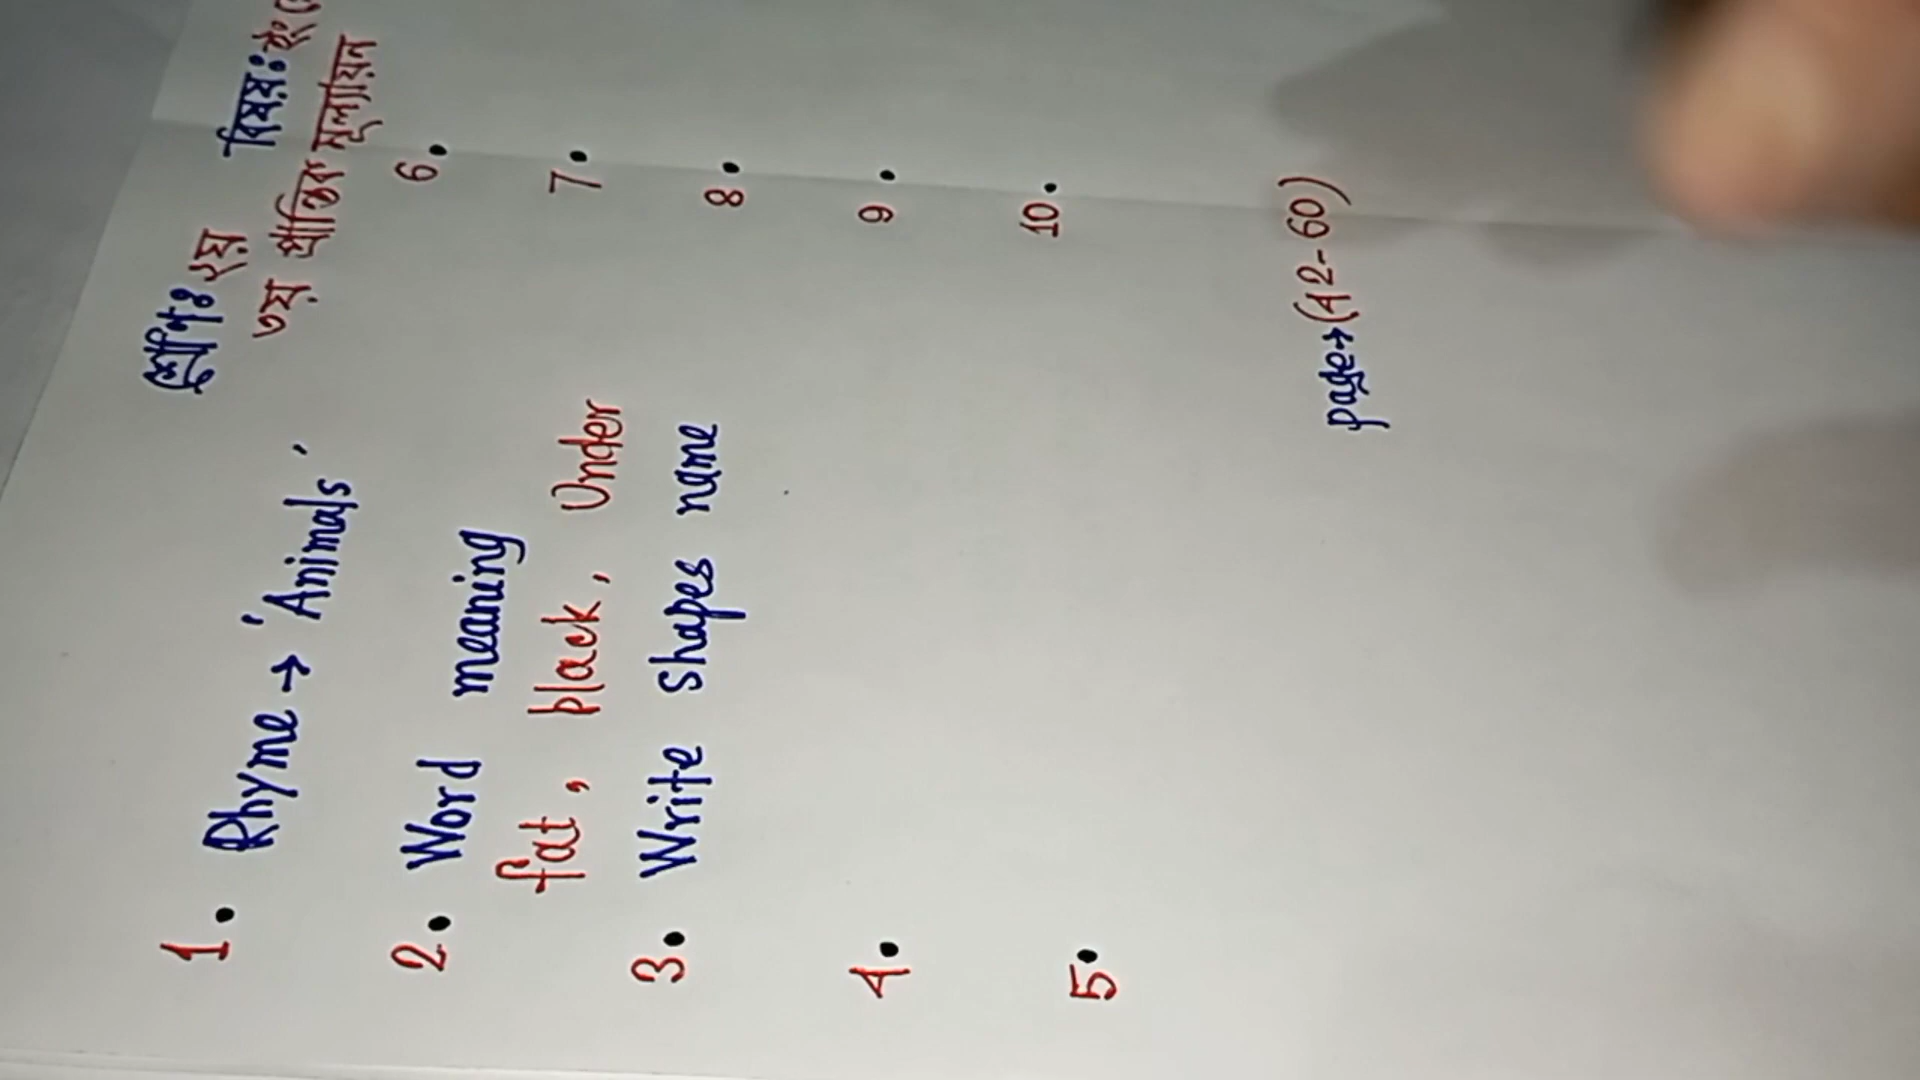 শ্রেণি: ২য় বিষয়ঃ
৩য় প্রান্তিক মূল্যায়ন
1. Rhyme → 'Animals'
2. Word meaning
fat, black, Under
3. Write shapes name
4.
5.
6.
7.
8.
9.
10.
page→(42-60)